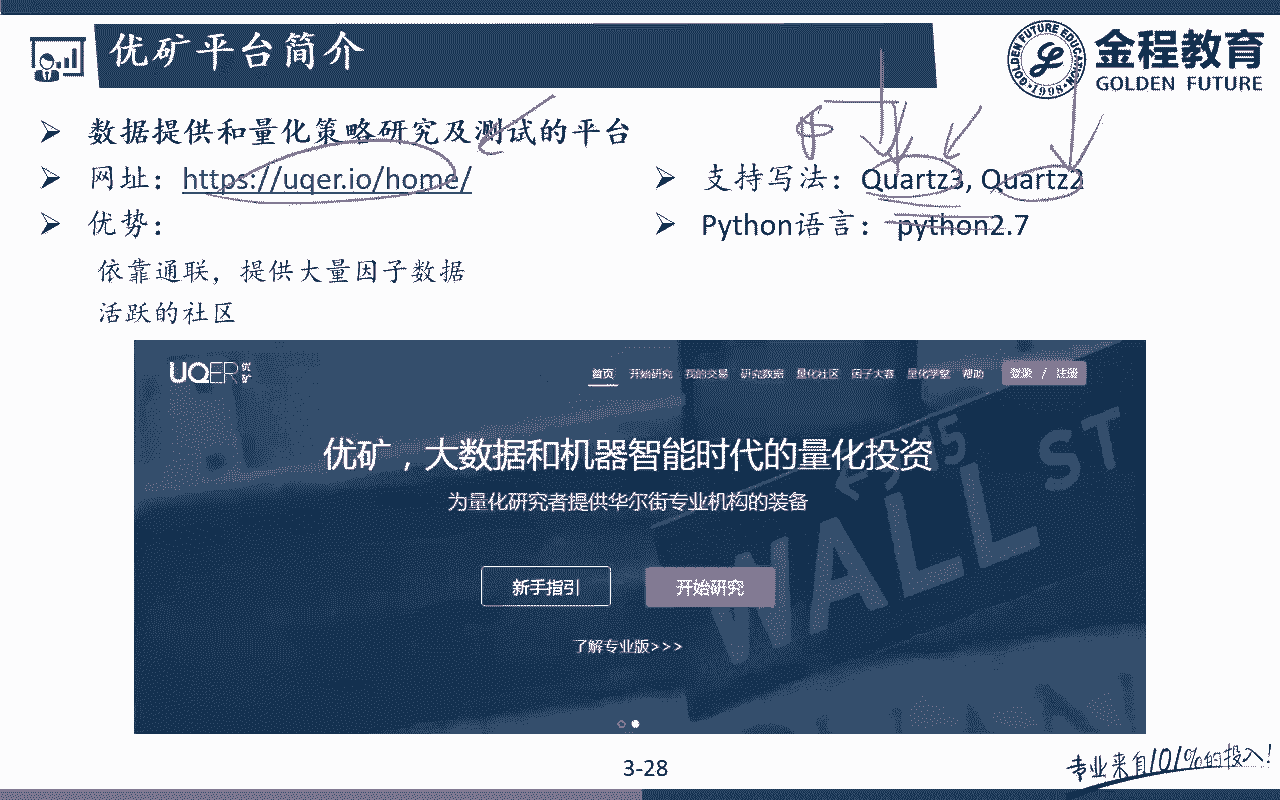 优矿平台简介
GOLDEN FUTURE EDUCATION
1998
金程教育
GOLDEN FUTURE
➢ 数据提供和量化策略研究及测试的平台
➢ 网址：https://uqer.io/home/
➢ 优势：
依靠通联，提供大量因子数据
活跃的社区
➢ 支持写法：Quartz3, Quartz2
➢ Python语言：python2.7
UQER优矿
首页 开始研究 我的交易 研究数据 量化社区 因子大赛 量化学堂 帮助 登录 / 注册
优矿，大数据和机器智能时代的量化投资
为量化研究者提供华尔街专业机构的装备
新手指引 开始研究
了解专业版>>>
15
WALL ST
3-28
专业来自101%的投入！